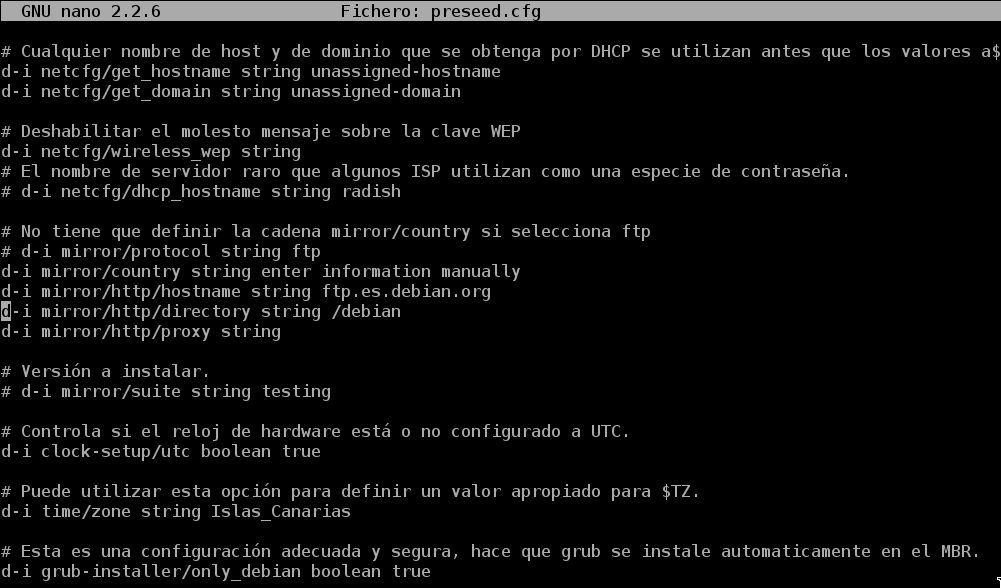 GNU nano 2.2.6 Fichero: preseed.cfg
# Cualquier nombre de host y de dominio que se obtenga por DHCP se utilizan antes que los valores a$
d-i netcfg/get_hostname string unassigned-hostname
d-i netcfg/get_domain string unassigned-domain
# Deshabilitar el molesto mensaje sobre la clave WEP
d-i netcfg/wireless_wep string
# El nombre de servidor raro que algunos ISP utilizan como una especie de contraseña.
# d-i netcfg/dhcp_hostname string radish
# No tiene que definir la cadena mirror/country si selecciona ftp
# d-i mirror/protocol string ftp
d-i mirror/country string enter information manually
d-i mirror/http/hostname string ftp.es.debian.org
d-i mirror/http/directory string /debian
d-i mirror/http/proxy string
# Versión a instalar.
# d-i mirror/suite string testing
# Controla si el reloj de hardware está o no configurado a UTC.
d-i clock-setup/utc boolean true
# Puede utilizar esta opción para definir un valor apropiado para $TZ.
d-i time/zone string Islas_Canarias
# Esta es una configuración adecuada y segura, hace que grub se instale automaticamente en el MBR.
d-i grub-installer/only_debian boolean true